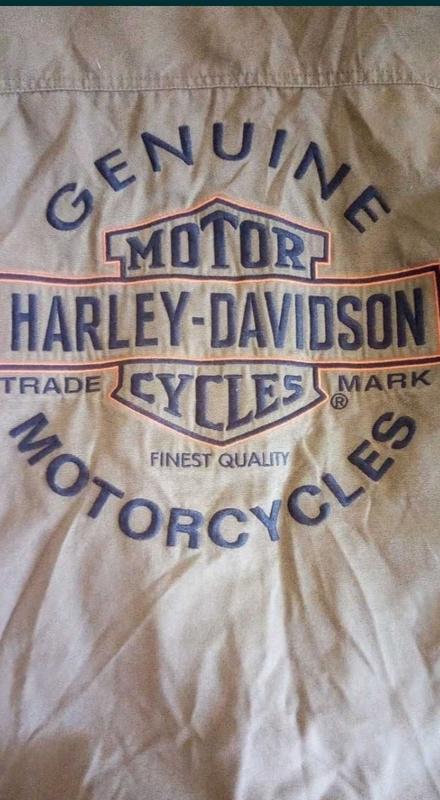 GENUINE
MOTOR
HARLEY-DAVIDSON
TRADE CYCLES ® MARK
FINEST QUALITY
MOTORCYCLES